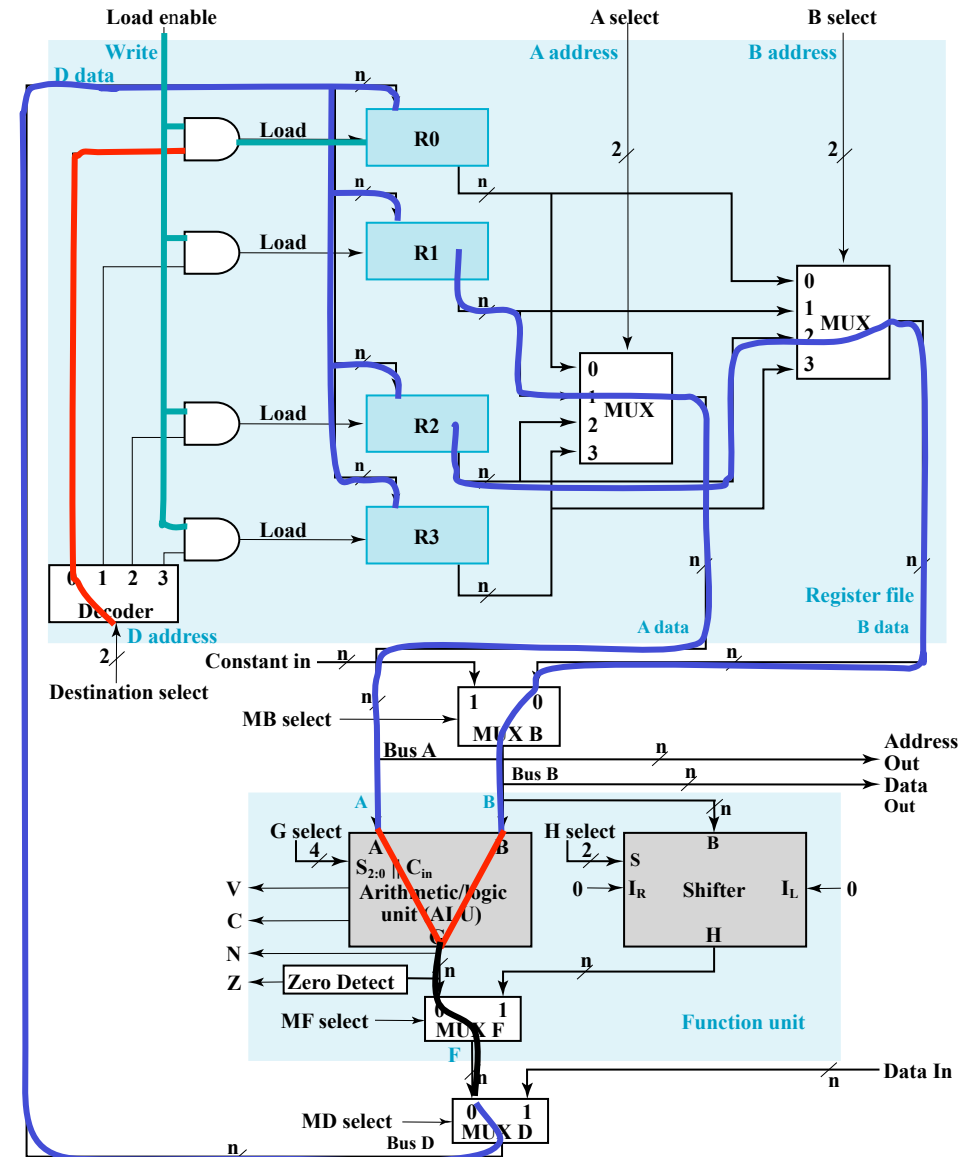 Load enable
A select
B select
Write
A address
B address
D data
n
Load
R0
2
2
n
n
Load
R1
0
1
MUX
2
3
n
n
0
1
MUX
2
3
Load
R2
n
n
Load
R3
0 1 2 3
Decoder
n
n
n
Register file
D address
A data
B data
2
Destination select
Constant in
n
n
n
1 0
MB select
MUX B
Bus A
n
Address
Out
Bus B
n
Data
Out
A
B
n
G select
4
H select
2
A
B
B
S2:0 || Cin
S
V
Arithmetic/logic
unit (ALU)
0
IR
Shifter
IL
0
C
G
H
N
n
n
Z
Zero Detect
0 1
MF select
MUX F
Function unit
F
n
n
Data In
0 1
MD select
MUX D
Bus D
n